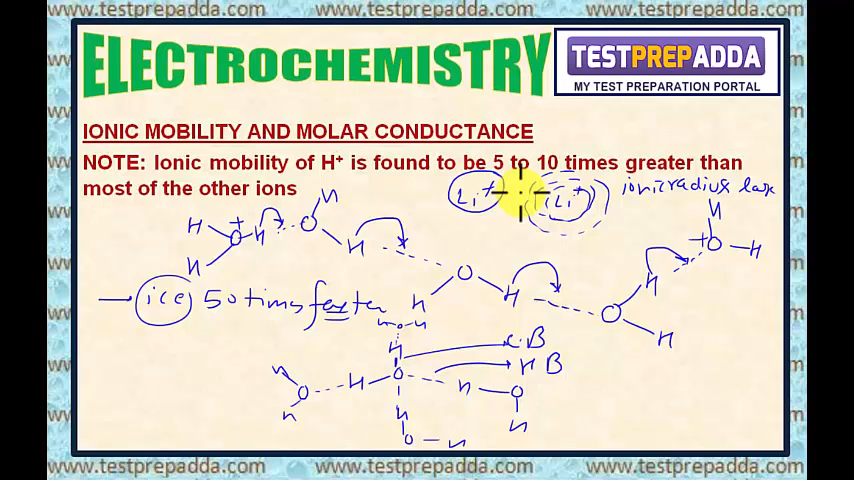 www.testprepadda.com www.testprepadda.com www.testprepadda.com
ELECTROCHEMISTRY
TESTPREPADDA
MY TEST PREPARATION PORTAL
IONIC MOBILITY AND MOLAR CONDUCTANCE
NOTE: Ionic mobility of H+ is found to be 5 to 10 times greater than
most of the other ions
Li+ Li+ ionic radius
H O+ H O H
H H
H O H
+O H
H
O H
H
O H
H
→ ice 50 times faster
H O H
H
C.B
H B
H O H O H O
H H H
O H
www.testprepadda.com www.testprepadda.com www.testprepadda.com